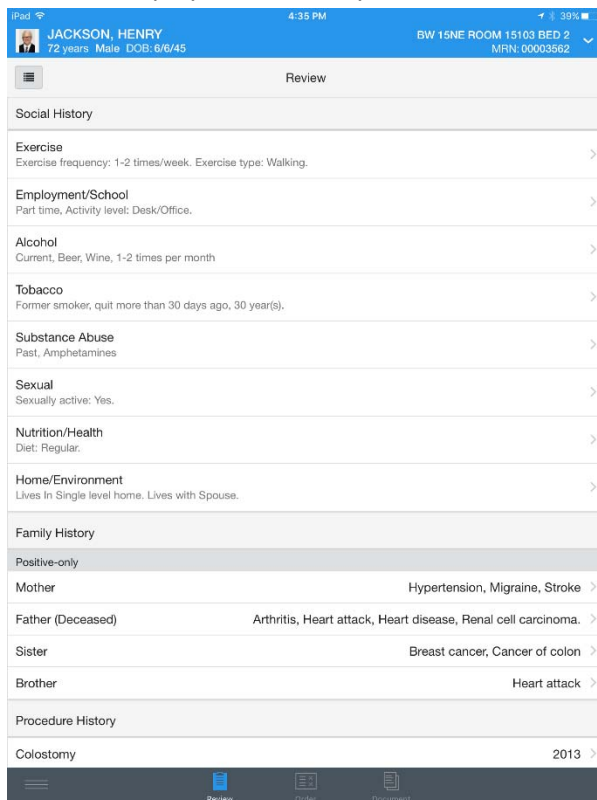 iPad 4:35 PM 39%
JACKSON, HENRY BW 15NE ROOM 15103 BED 2
72 years Male DOB: 6/6/45 MRN: 00003562
Review
Social History
Exercise
Exercise frequency: 1-2 times/week. Exercise type: Walking.
Employment/School
Part time, Activity level: Desk/Office.
Alcohol
Current, Beer, Wine, 1-2 times per month
Tobacco
Former smoker, quit more than 30 days ago, 30 year(s).
Substance Abuse
Past, Amphetamines
Sexual
Sexually active: Yes.
Nutrition/Health
Diet: Regular.
Home/Environment
Lives In Single level home. Lives with Spouse.
Family History
Positive-only
Mother Hypertension, Migraine, Stroke
Father (Deceased) Arthritis, Heart attack, Heart disease, Renal cell carcinoma.
Sister Breast cancer, Cancer of colon
Brother Heart attack
Procedure History
Colostomy 2013
Review Order Document